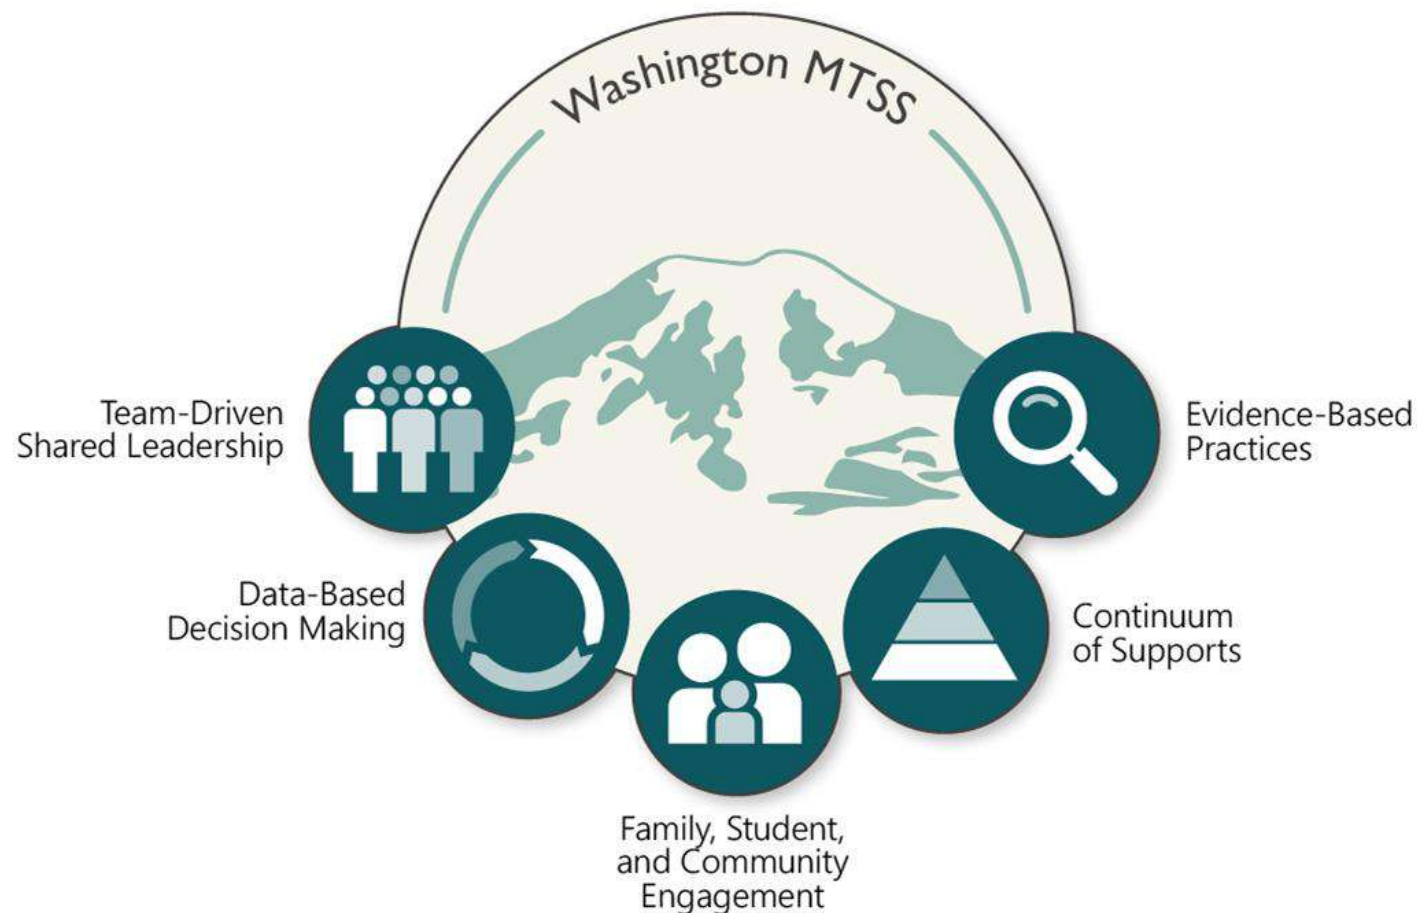 Washington MTSS
Team-Driven
Shared Leadership
Evidence-Based
Practices
Data-Based
Decision Making
Continuum
of Supports
Family, Student,
and Community
Engagement